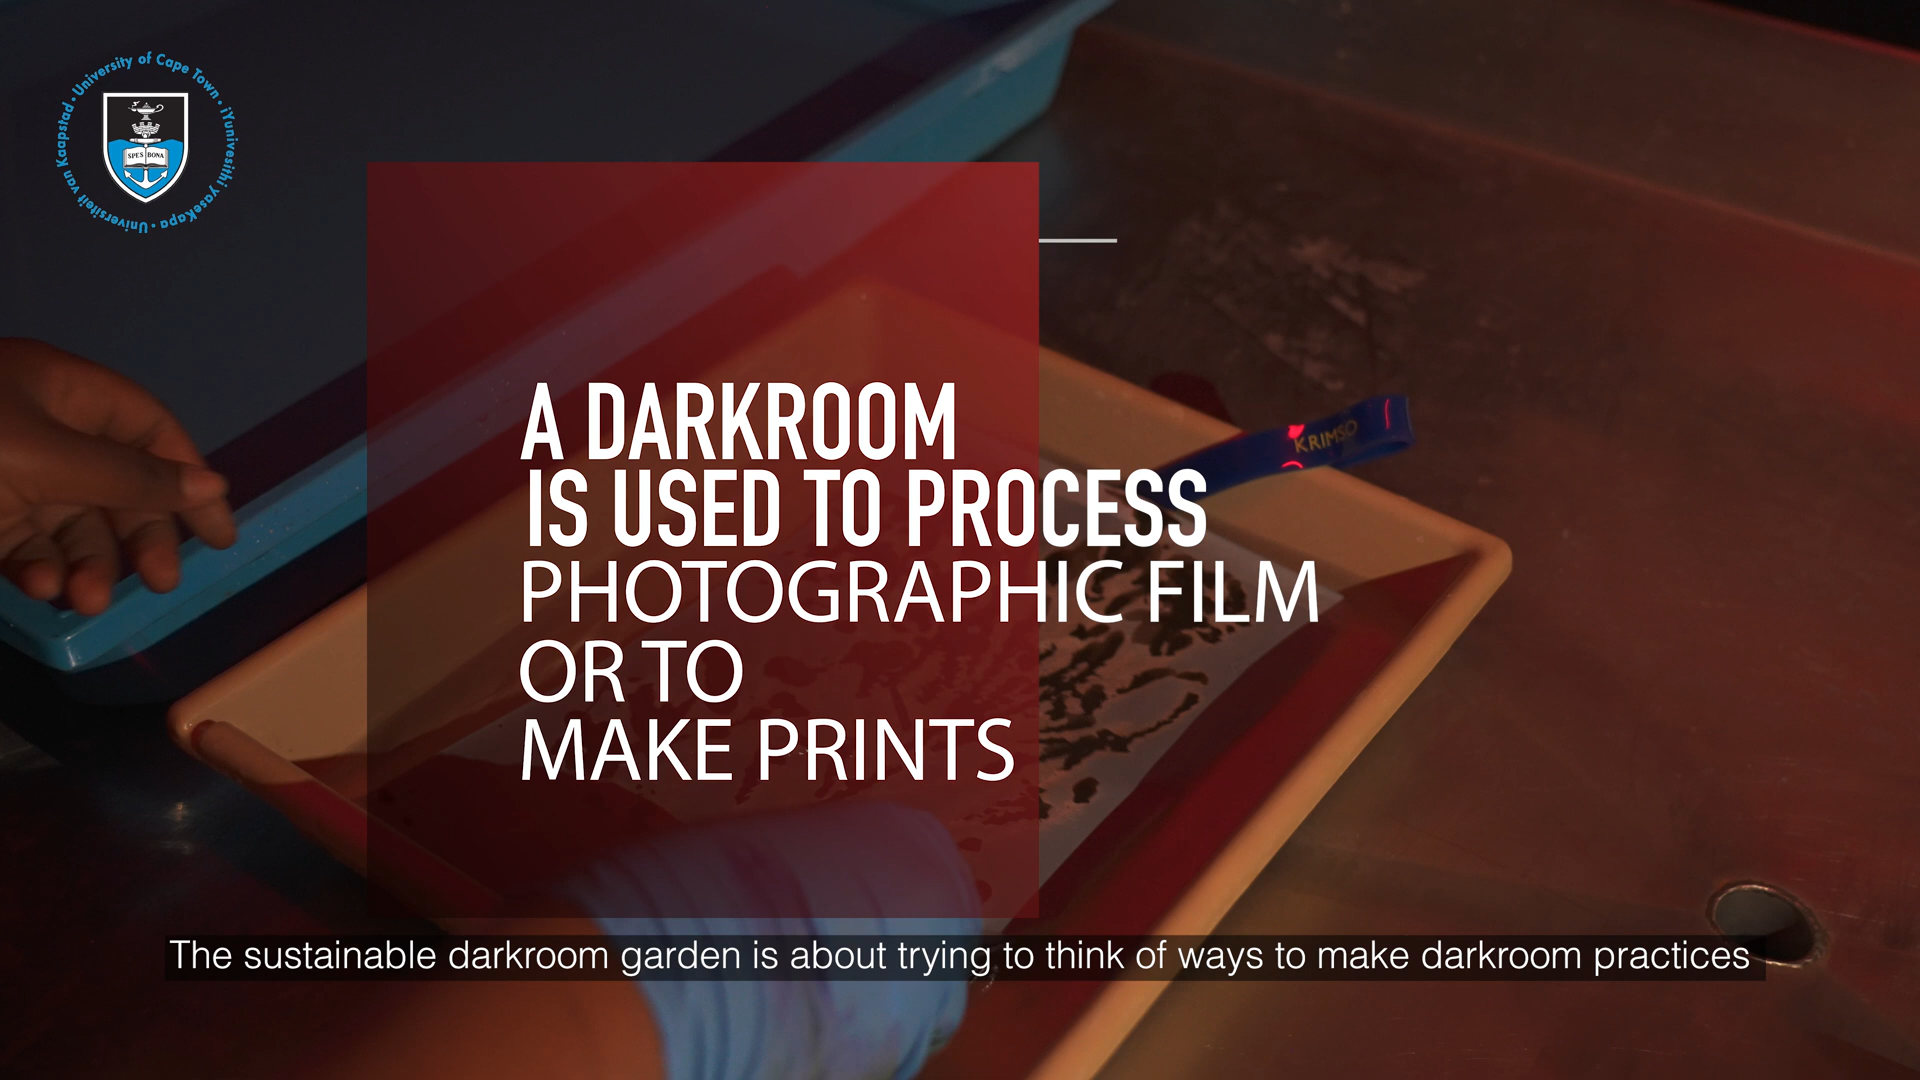 University of Cape Town • iYunivesithi yaseKapa • Universiteit van Kaapstad •
SPES BONA
A DARKROOM
IS USED TO PROCESS
PHOTOGRAPHIC FILM
OR TO
MAKE PRINTS
KRIMSO
The sustainable darkroom garden is about trying to think of ways to make darkroom practices